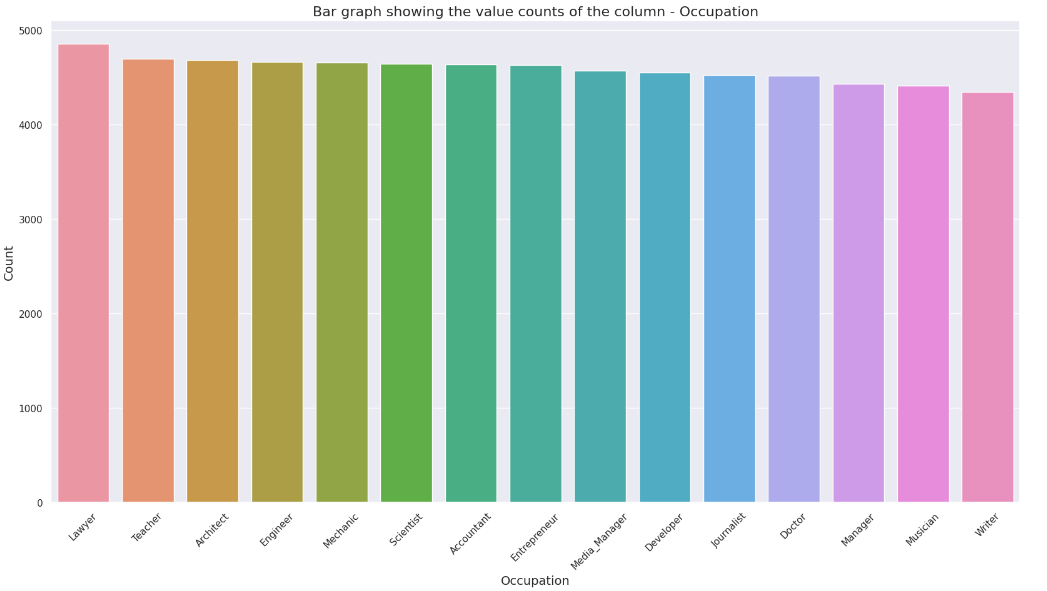 Bar graph showing the value counts of the column - Occupation
5000
4000
3000
2000
1000
0
Count
Lawyer
Teacher
Architect
Engineer
Mechanic
Scientist
Accountant
Entrepreneur
Media_Manager
Developer
Journalist
Doctor
Manager
Musician
Writer
Occupation